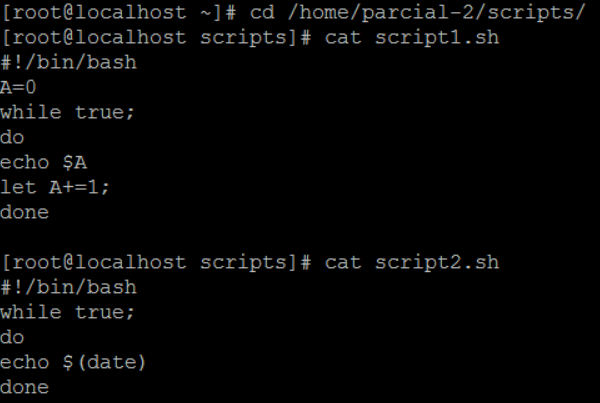 [root@localhost ~]# cd /home/parcial-2/scripts/
[root@localhost scripts]# cat script1.sh
#!/bin/bash
A=0
while true;
do
echo $A
let A+=1;
done

[root@localhost scripts]# cat script2.sh
#!/bin/bash
while true;
do
echo $(date)
done